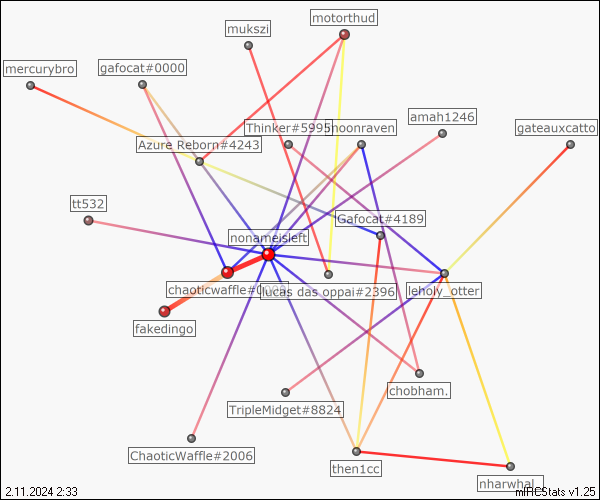 motorthud
mukszi
mercurybro
gafocat#0000
amah1246
Thinker#5995
noonraven
gateauxcatto
Azure Reborn#4243
tt532
Gafocat#4189
nonameisleft
chaoticwaffle#0
lucas das oppai#2396
leholy_otter
fakedingo
chobham.
TripleMidget#8824
ChaoticWaffle#2006
then1cc
nharwhal_
2.11.2024 2:33
mIRCStats v1.25